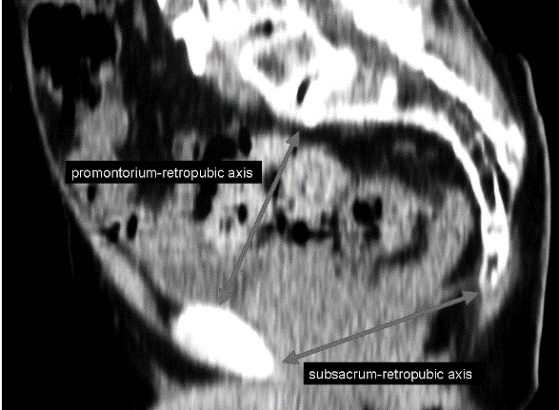 promontorium-retropubic axis
subsacrum-retropubic axis